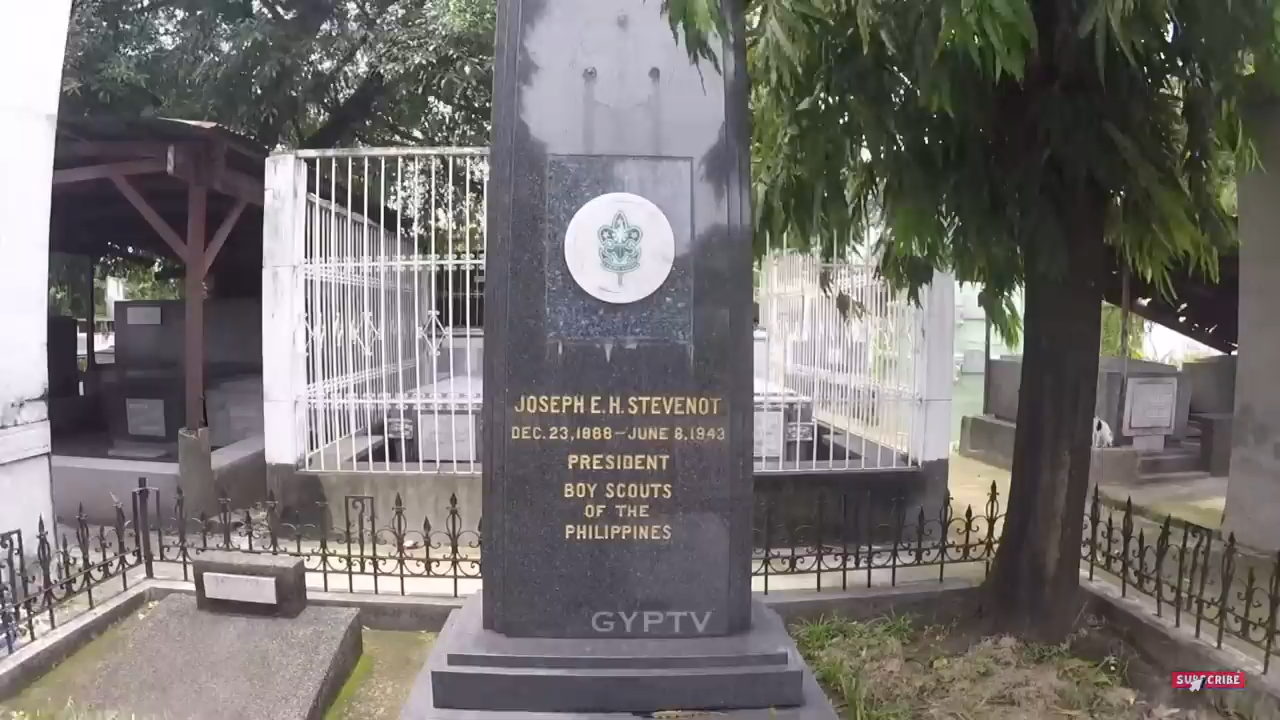 JOSEPH E. H. STEVENOT
DEC. 23, 1888—JUNE 8, 1943
PRESIDENT
BOY SCOUTS
OF THE
PHILIPPINES
GYPTV
SUBSCRIBE